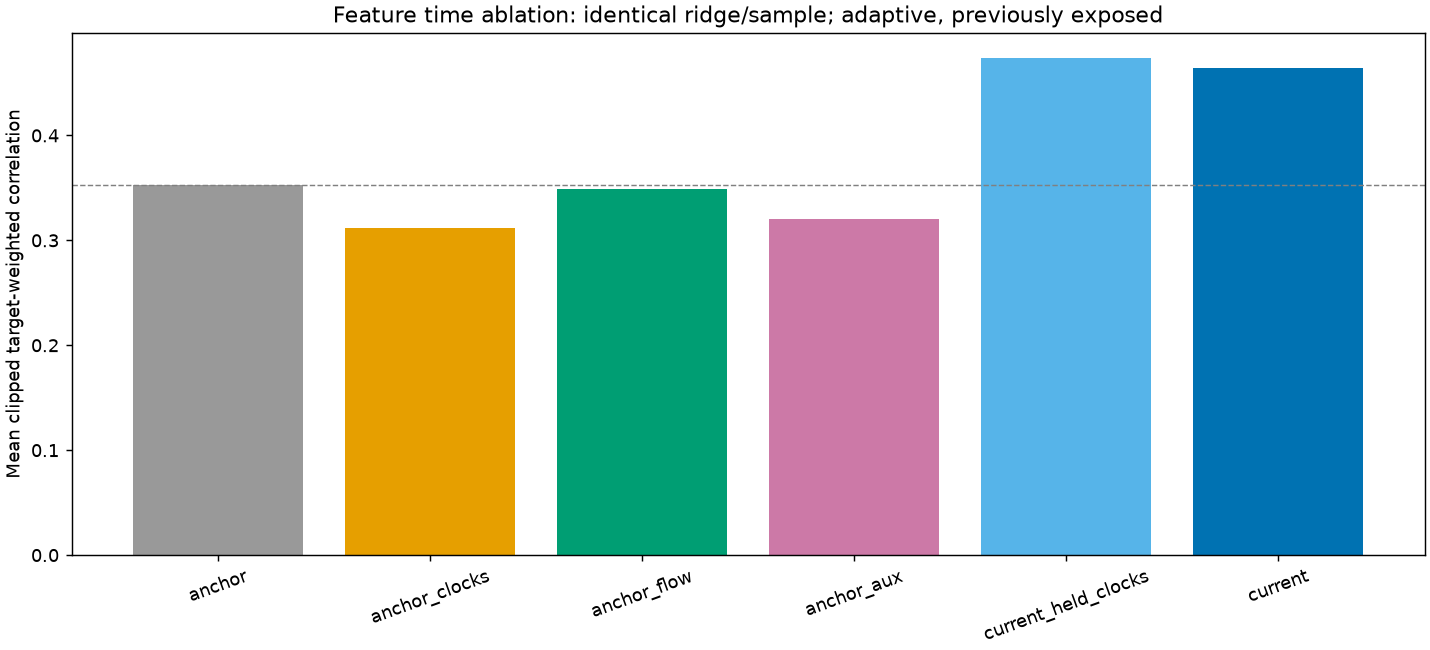 Feature time ablation: identical ridge/sample; adaptive, previously exposed
Mean clipped target-weighted correlation
0.4
0.3
0.2
0.1
0.0
anchor
anchor_clocks
anchor_flow
anchor_aux
current_held_clocks
current